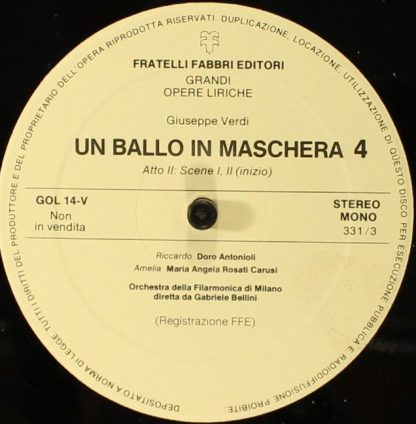 DEPOSITATO A NORMA DI LEGGE. TUTTI I DIRITTI DEL PRODUTTORE E DEL PROPRIETARIO DELL'OPERA RIPRODOTTA RISERVATI. DUPLICAZIONE, LOCAZIONE, UTILIZZAZIONE DI QUESTO DISCO PER ESECUZIONE PUBBLICA E RADIODIFFUSIONE PROIBITE.
FRATELLI FABBRI EDITORI
GRANDI
OPERE LIRICHE
Giuseppe Verdi
UN BALLO IN MASCHERA 4
Atto II: Scene I, II (inizio)
GOL 14-V
Non
in vendita
STEREO
MONO
331/3
Riccardo Doro Antonioli
Amelia Maria Angela Rosati Carusi
Orchestra della Filarmonica di Milano
diretta da Gabriele Bellini
(Registrazione FFE)